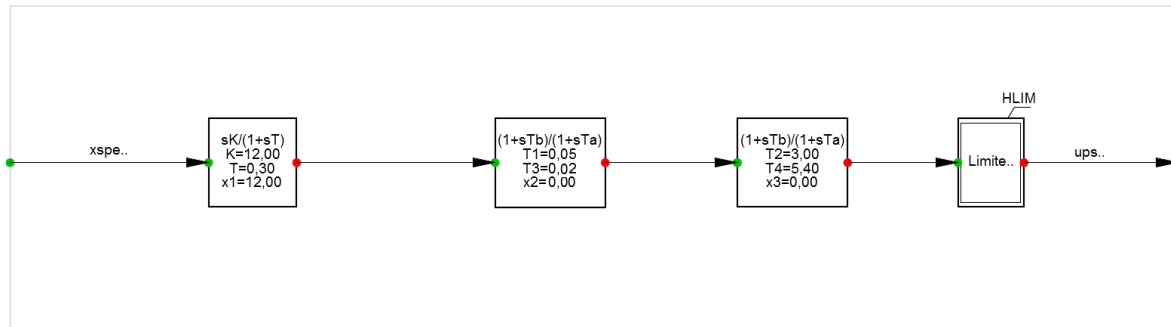 xspe..
sK/(1+sT)
K=12,00
T=0,30
x1=12,00
(1+sTb)/(1+sTa)
T1=0,05
T3=0,02
x2=0,00
(1+sTb)/(1+sTa)
T2=3,00
T4=5,40
x3=0,00
HLIM
Limite..
ups..